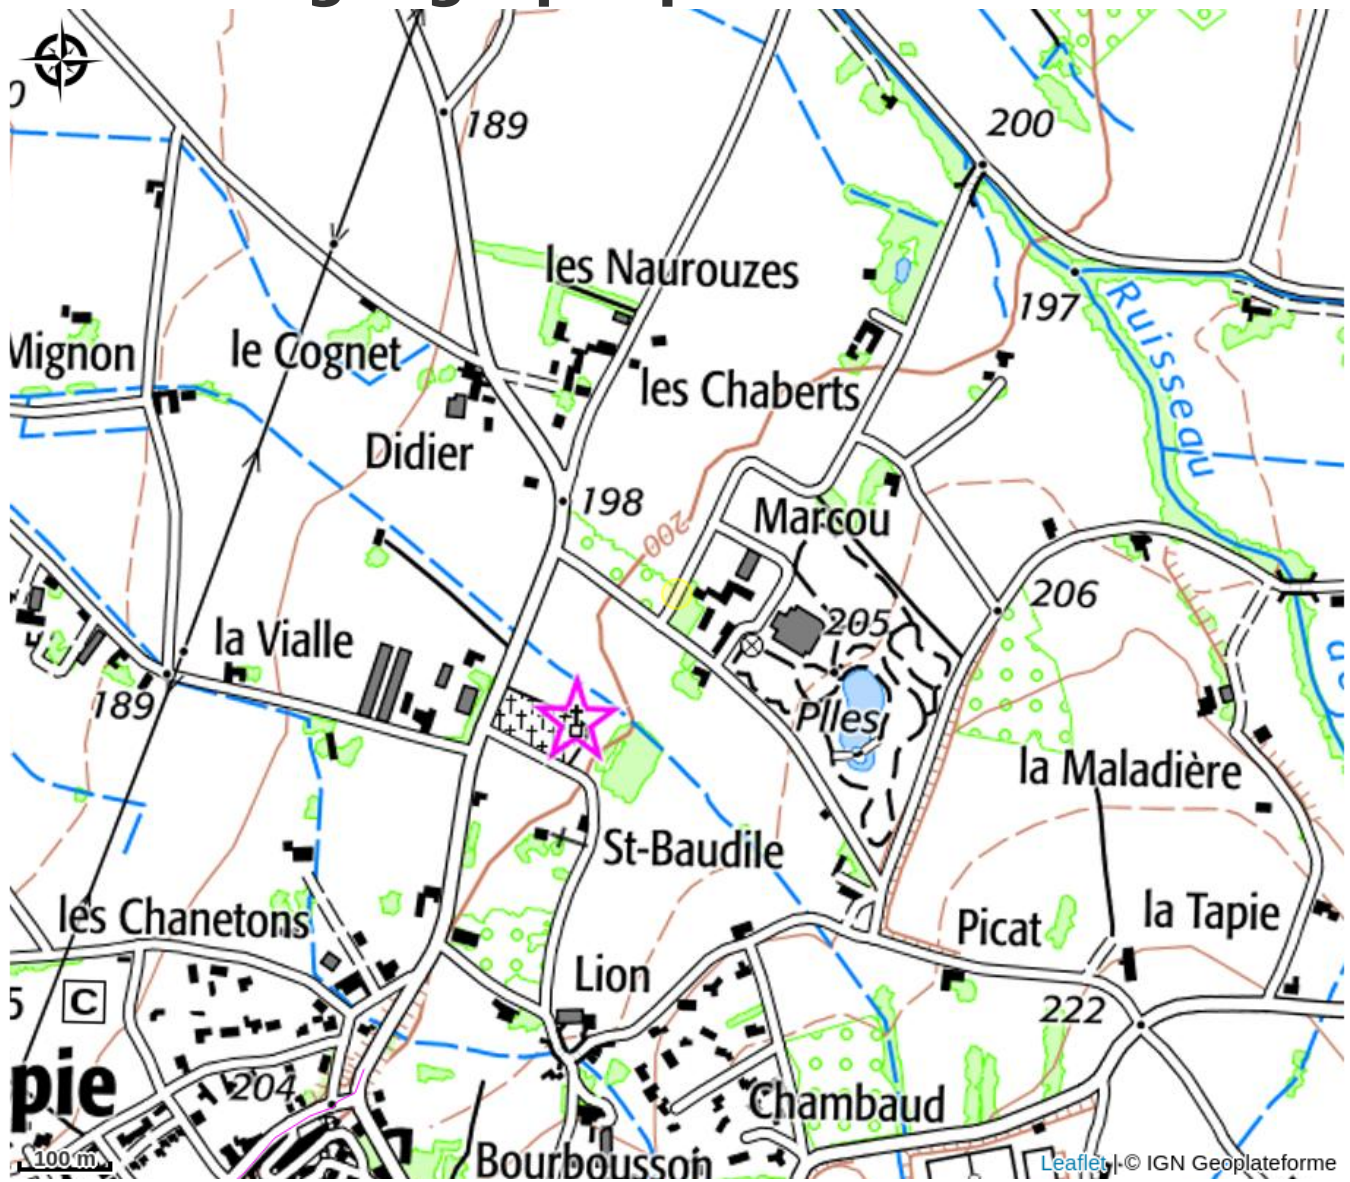 189
200
les Naurouzes
197
Ruisseau
Mignon
le Cognet
les Chaberts
Didier
198
Marcou
200
206
205
la Vialle
189
Plles
la Maladière
St-Baudile
les Chanetons
Picat
la Tapie
Lion
5
C
222
pie
204
Chambaud
100 m
Bourbousson
Leaflet | © IGN Geoplateforme